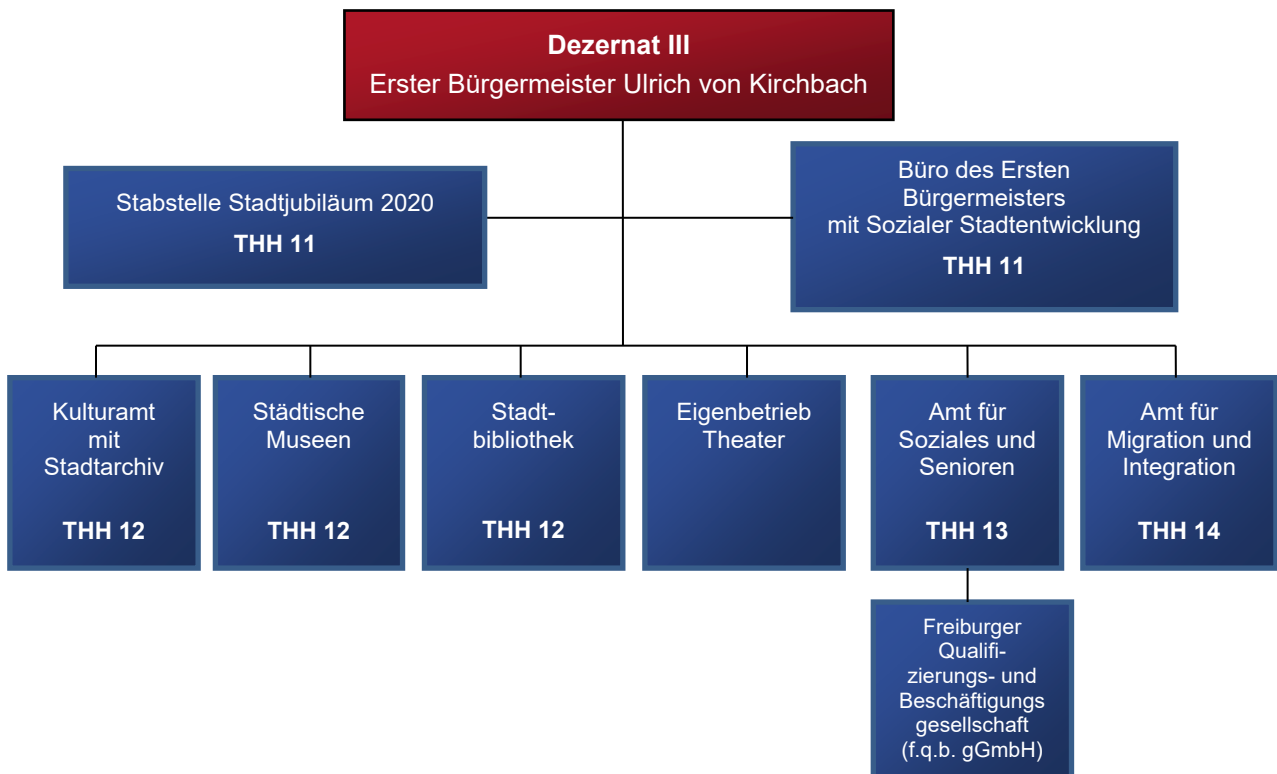 Dezernat III
Erster Bürgermeister Ulrich von Kirchbach
Stabstelle Stadtjubiläum 2020
THH 11
Büro des Ersten
Bürgermeisters
mit Sozialer Stadtentwicklung
THH 11
Kulturamt
mit
Stadtarchiv
THH 12
Städtische
Museen
THH 12
Stadt-
bibliothek
THH 12
Eigenbetrieb
Theater
Amt für
Soziales und
Senioren
THH 13
Amt für
Migration und
Integration
THH 14
Freiburger
Qualifi-
zierungs- und
Beschäftigungs
gesellschaft
(f.q.b. gGmbH)